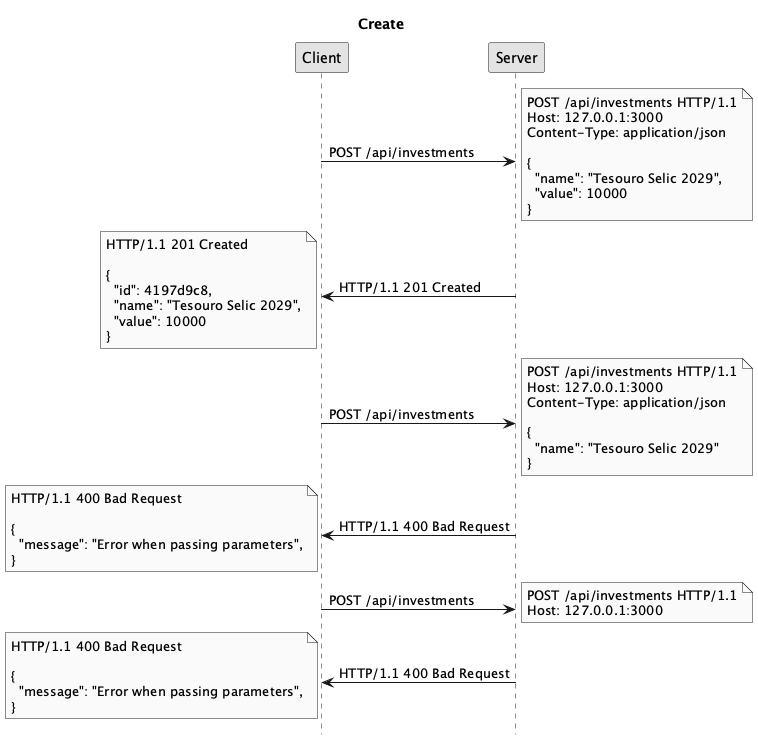 Create
Client
Server
POST /api/investments HTTP/1.1
Host: 127.0.0.1:3000
Content-Type: application/json
{
"name": "Tesouro Selic 2029",
"value": 10000
}
POST /api/investments
HTTP/1.1 201 Created
{
"id": 4197d9c8,
"name": "Tesouro Selic 2029",
"value": 10000
}
HTTP/1.1 201 Created
POST /api/investments HTTP/1.1
Host: 127.0.0.1:3000
Content-Type: application/json
{
"name": "Tesouro Selic 2029"
}
POST /api/investments
HTTP/1.1 400 Bad Request
{
"message": "Error when passing parameters",
}
HTTP/1.1 400 Bad Request
POST /api/investments
POST /api/investments HTTP/1.1
Host: 127.0.0.1:3000
HTTP/1.1 400 Bad Request
{
"message": "Error when passing parameters",
}
HTTP/1.1 400 Bad Request